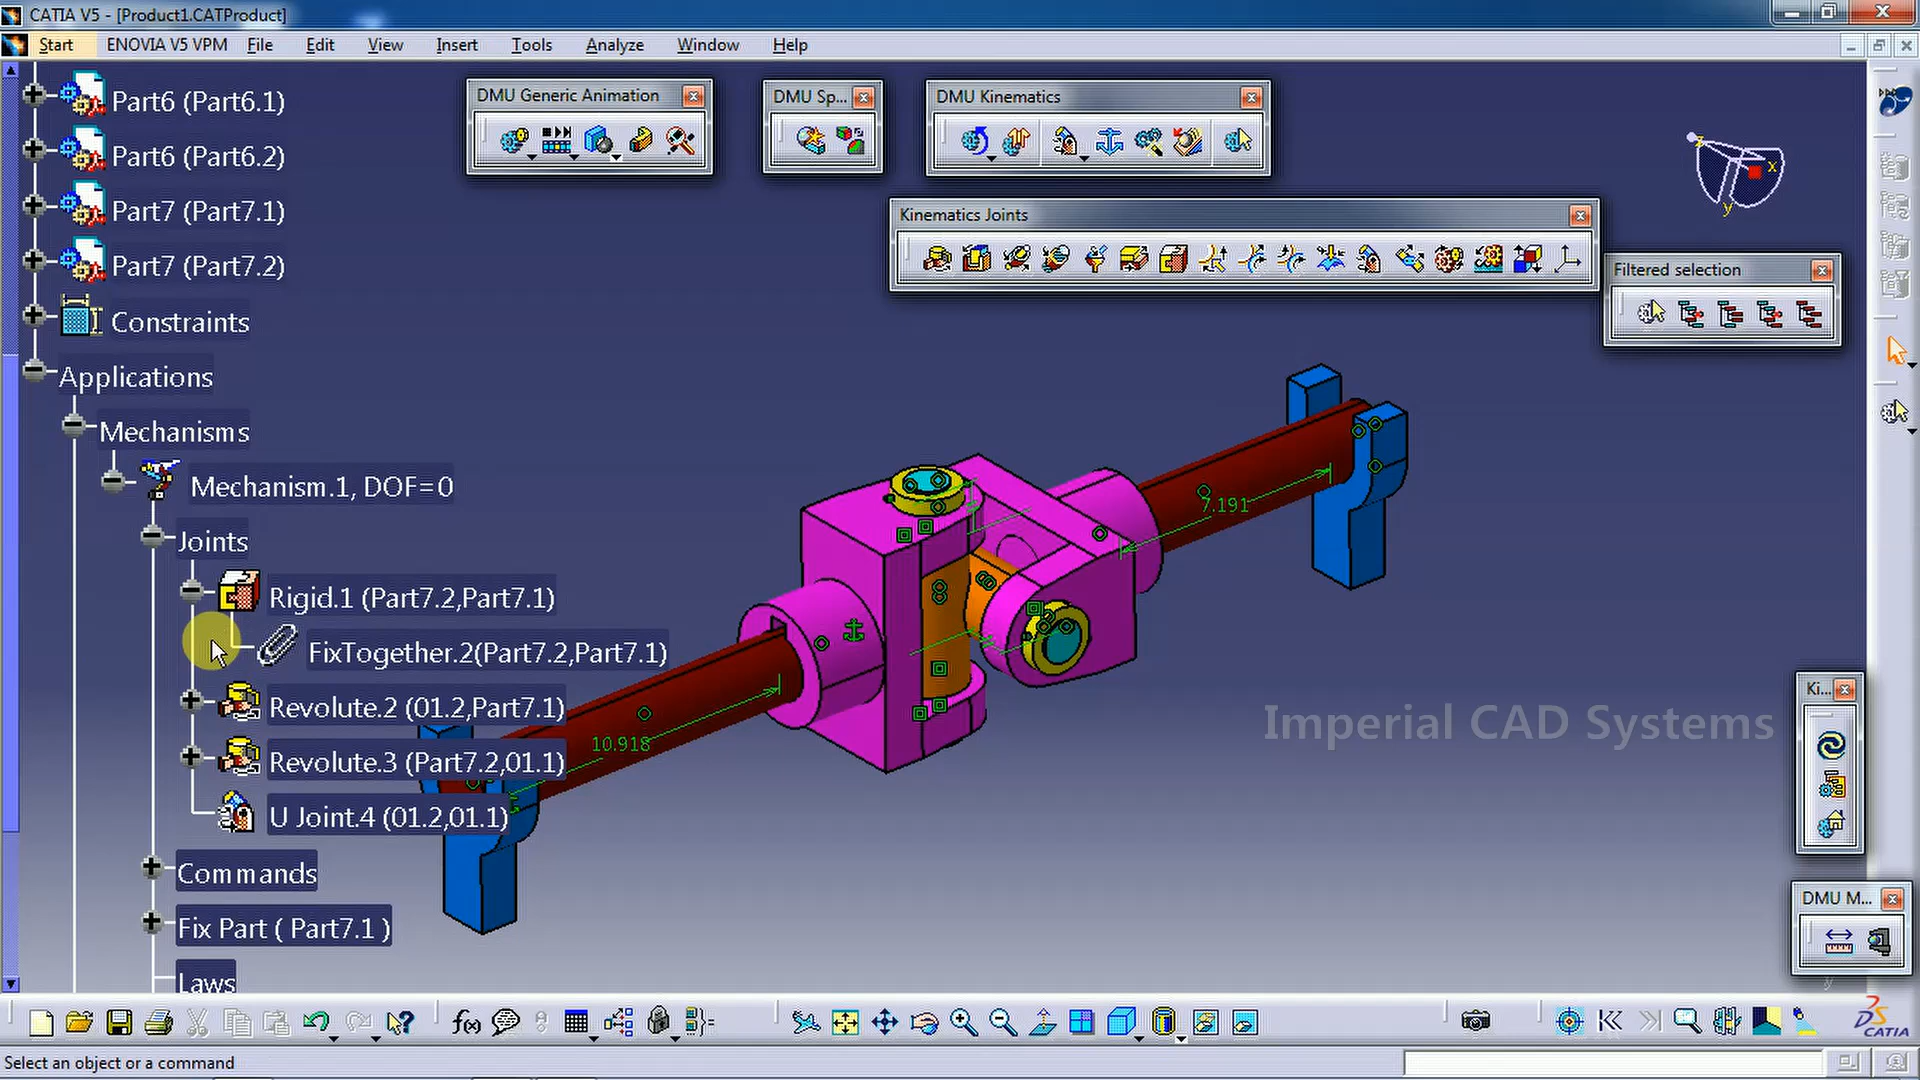 CATIA V5 - [Product1.CATProduct]
Start ENOVIA V5 VPM File Edit View Insert Tools Analyze Window Help
Part6 (Part6.1)
Part6 (Part6.2)
Part7 (Part7.1)
Part7 (Part7.2)
Constraints
Applications
Mechanisms
Mechanism.1, DOF=0
Joints
Rigid.1 (Part7.2,Part7.1)
FixTogether.2(Part7.2,Part7.1)
Revolute.2 (01.2,Part7.1)
Revolute.3 (Part7.2,01.1)
U Joint.4 (01.2,01.1)
Commands
Fix Part ( Part7.1 )
Laws
DMU Generic Animation
DMU Sp...
DMU Kinematics
Kinematics Joints
Filtered selection
z
x
y
7.191
10.918
Imperial CAD Systems
Ki...
DMU M...
f(x)
DS
CATIA
Select an object or a command